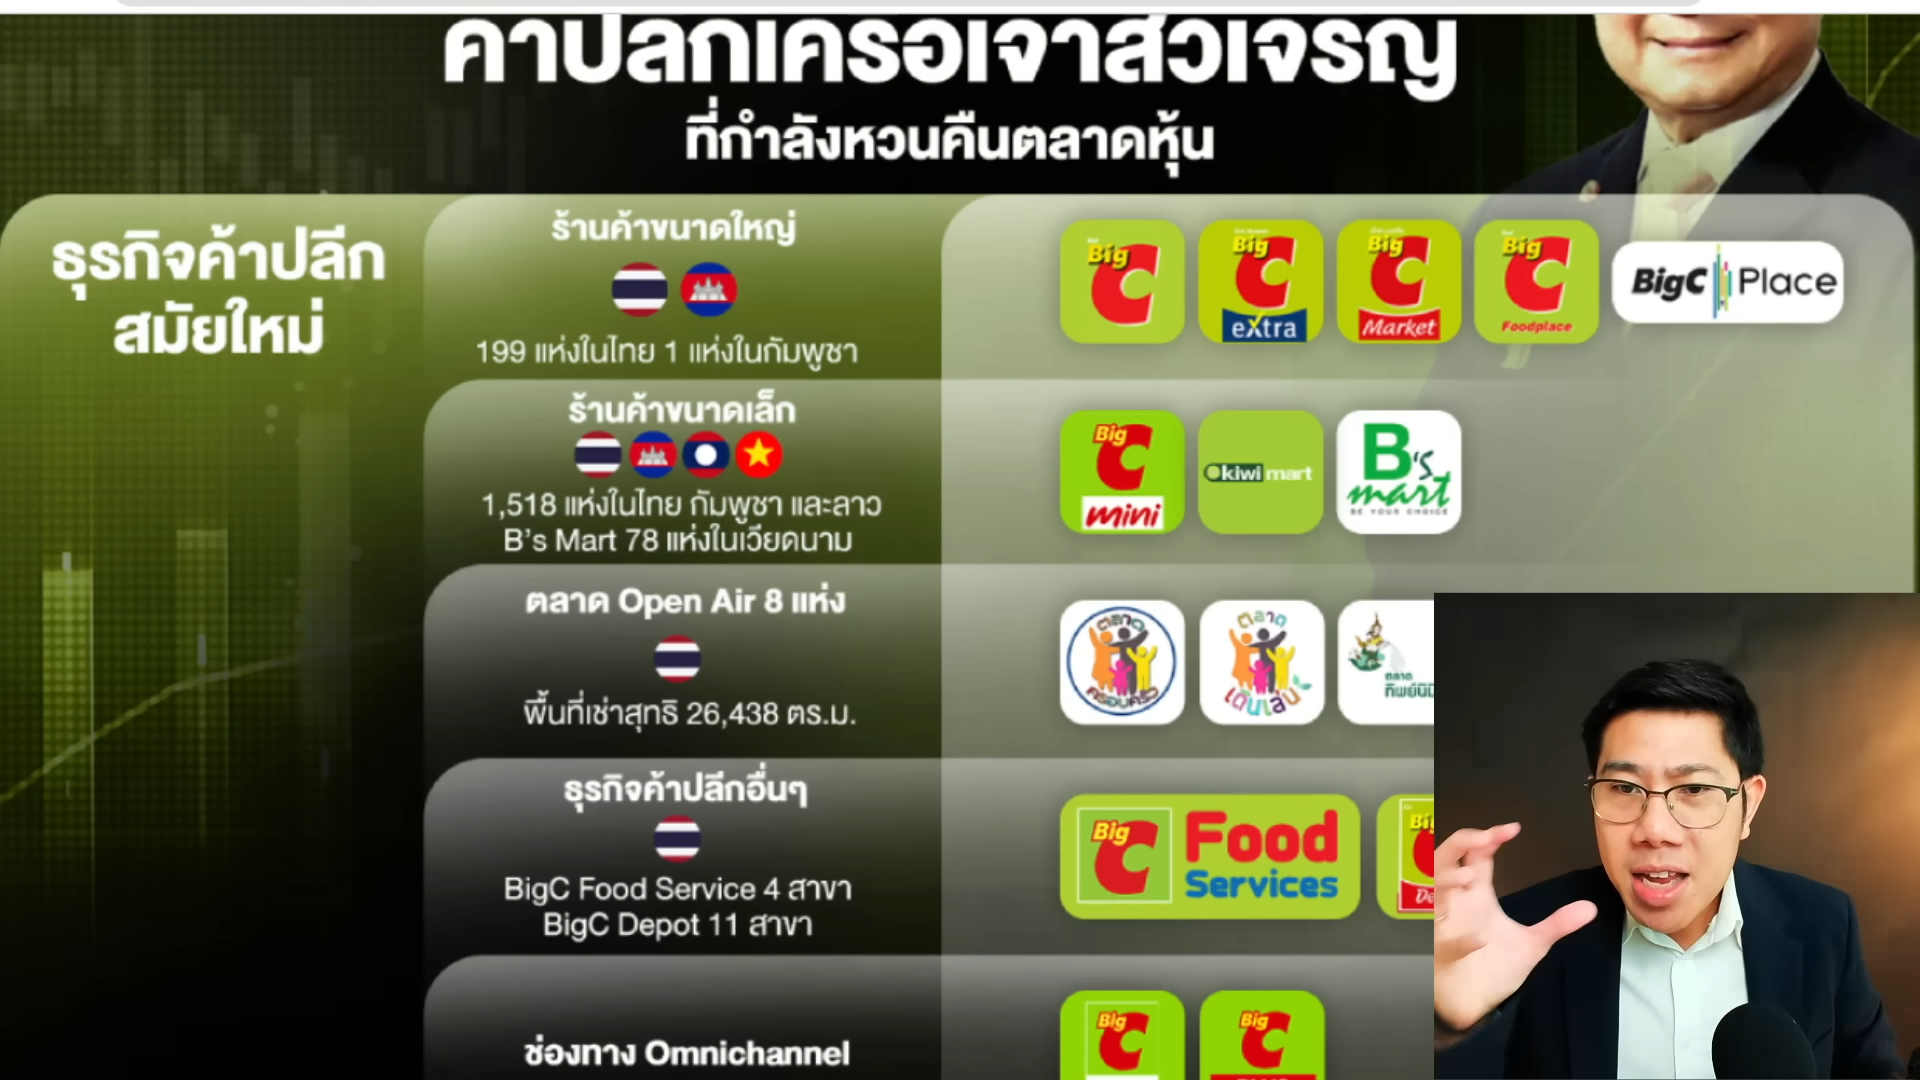 ค้าปลีกเครือเจ้าสัวเจริญ
ที่กำลังหวนคืนตลาดหุ้น
ธุรกิจค้าปลีก
สมัยใหม่
ร้านค้าขนาดใหญ่
199 แห่งในไทย 1 แห่งในกัมพูชา
Big C
Big C eXtra
Big C Market
Big C Foodplace
BigC Place
ร้านค้าขนาดเล็ก
1,518 แห่งในไทย กัมพูชา และลาว
B's Mart 78 แห่งในเวียดนาม
Big C mini
kiwi mart
B's mart
BE YOUR CHOICE
ตลาด Open Air 8 แห่ง
พื้นที่เช่าสุทธิ 26,438 ตร.ม.
ตลาด
ครอบครัว
ตลาด
เดินเล่น
ตลาด
ธุรกิจค้าปลีกอื่นๆ
BigC Food Service 4 สาขา
BigC Depot 11 สาขา
Big C Food
Services
ช่องทาง Omnichannel
Big C
Big C